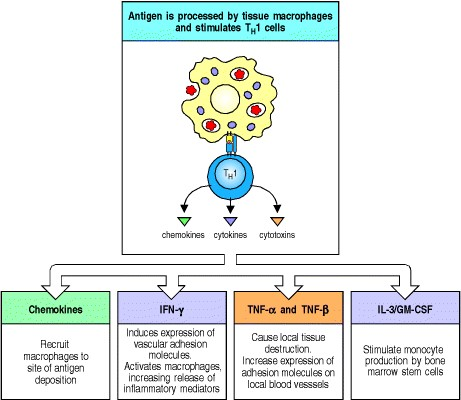 Antigen is processed by tissue macrophages
and stimulates TH1 cells
TH1
chemokines
cytokines
cytotoxins
Chemokines
Recruit
macrophages to
site of antigen
deposition
IFN-γ
Induces expression of
vascular adhesion
molecules.
Activates macrophages,
increasing release of
inflammatory mediators
TNF-α and TNF-β
Cause local tissue
destruction.
Increase expression of
adhesion molecules on
local blood vesssels
IL-3/GM-CSF
Stimulate monocyte
production by bone
marrow stem cells